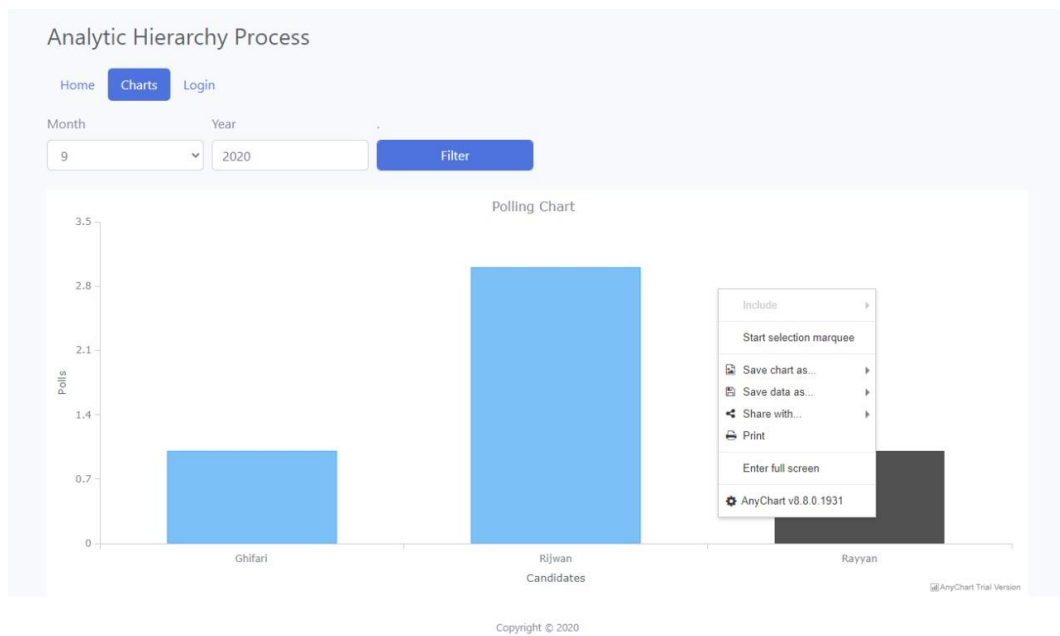 Analytic Hierarchy Process
Home Charts Login
Month Year .
9 2020 Filter
Polling Chart
3.5
2.8
2.1
1.4
0.7
0
Polls
Include
Start selection marquee
Save chart as...
Save data as...
Share with...
Print
Enter full screen
AnyChart v8.8.0.1931
Ghifari Rijwan Rayyan
Candidates
AnyChart Trial Version
Copyright © 2020